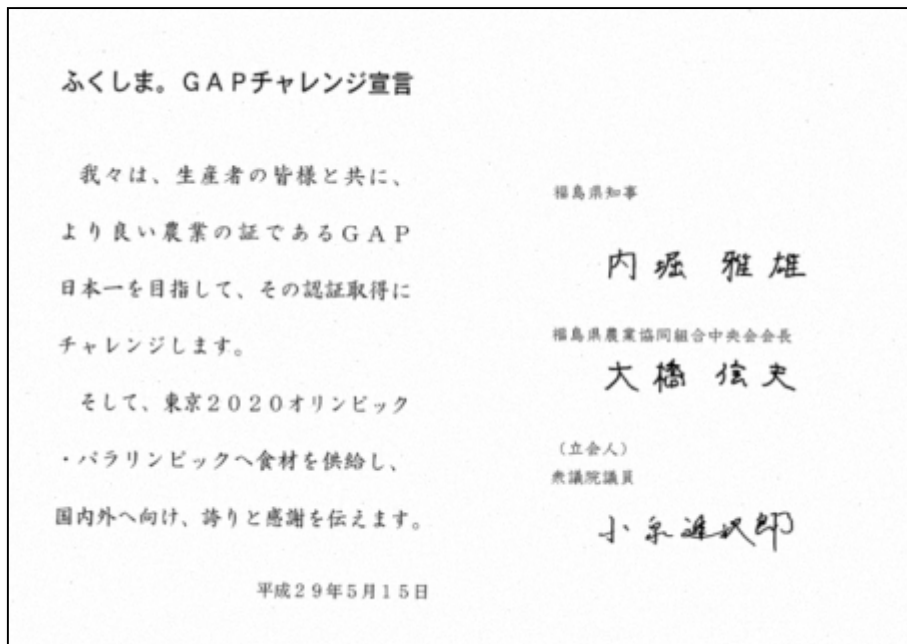 ふくしま。GAPチャレンジ宣言
我々は、生産者の皆様と共に、
より良い農業の証であるGAP
日本一を目指して、その認証取得に
チャレンジします。
そして、東京2020オリンピック
・パラリンピックへ食材を供給し、
国内外へ向け、誇りと感謝を伝えます。
平成29年5月15日
福島県知事
内堀 雅雄
福島県農業協同組合中央会会長
大橋 信夫
（立会人）
衆議院議員
小泉進次郎